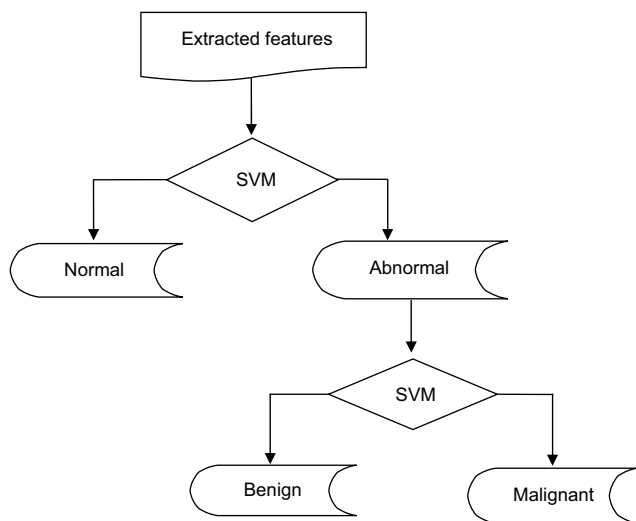 Extracted features
SVM
Normal
Abnormal
SVM
Benign
Malignant